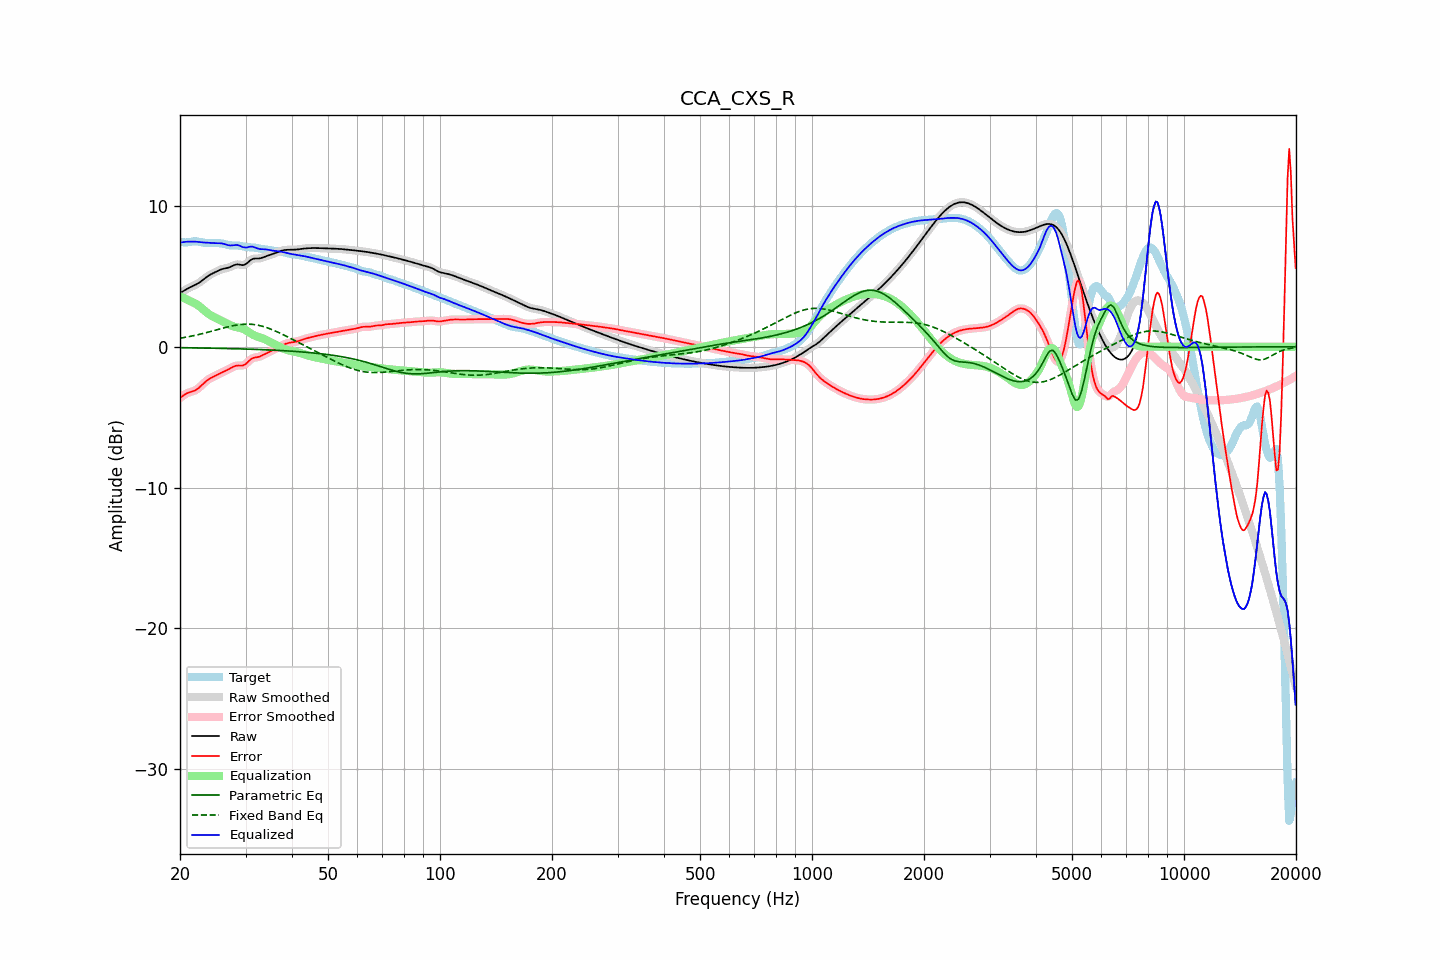 CCA_CXS_R
Amplitude (dBr)
10
0
−10
−20
−30
Target
Raw Smoothed
Error Smoothed
Raw
Error
Equalization
Parametric Eq
Fixed Band Eq
Equalized
20 50 100 200 500 1000 2000 5000 10000 20000
Frequency (Hz)